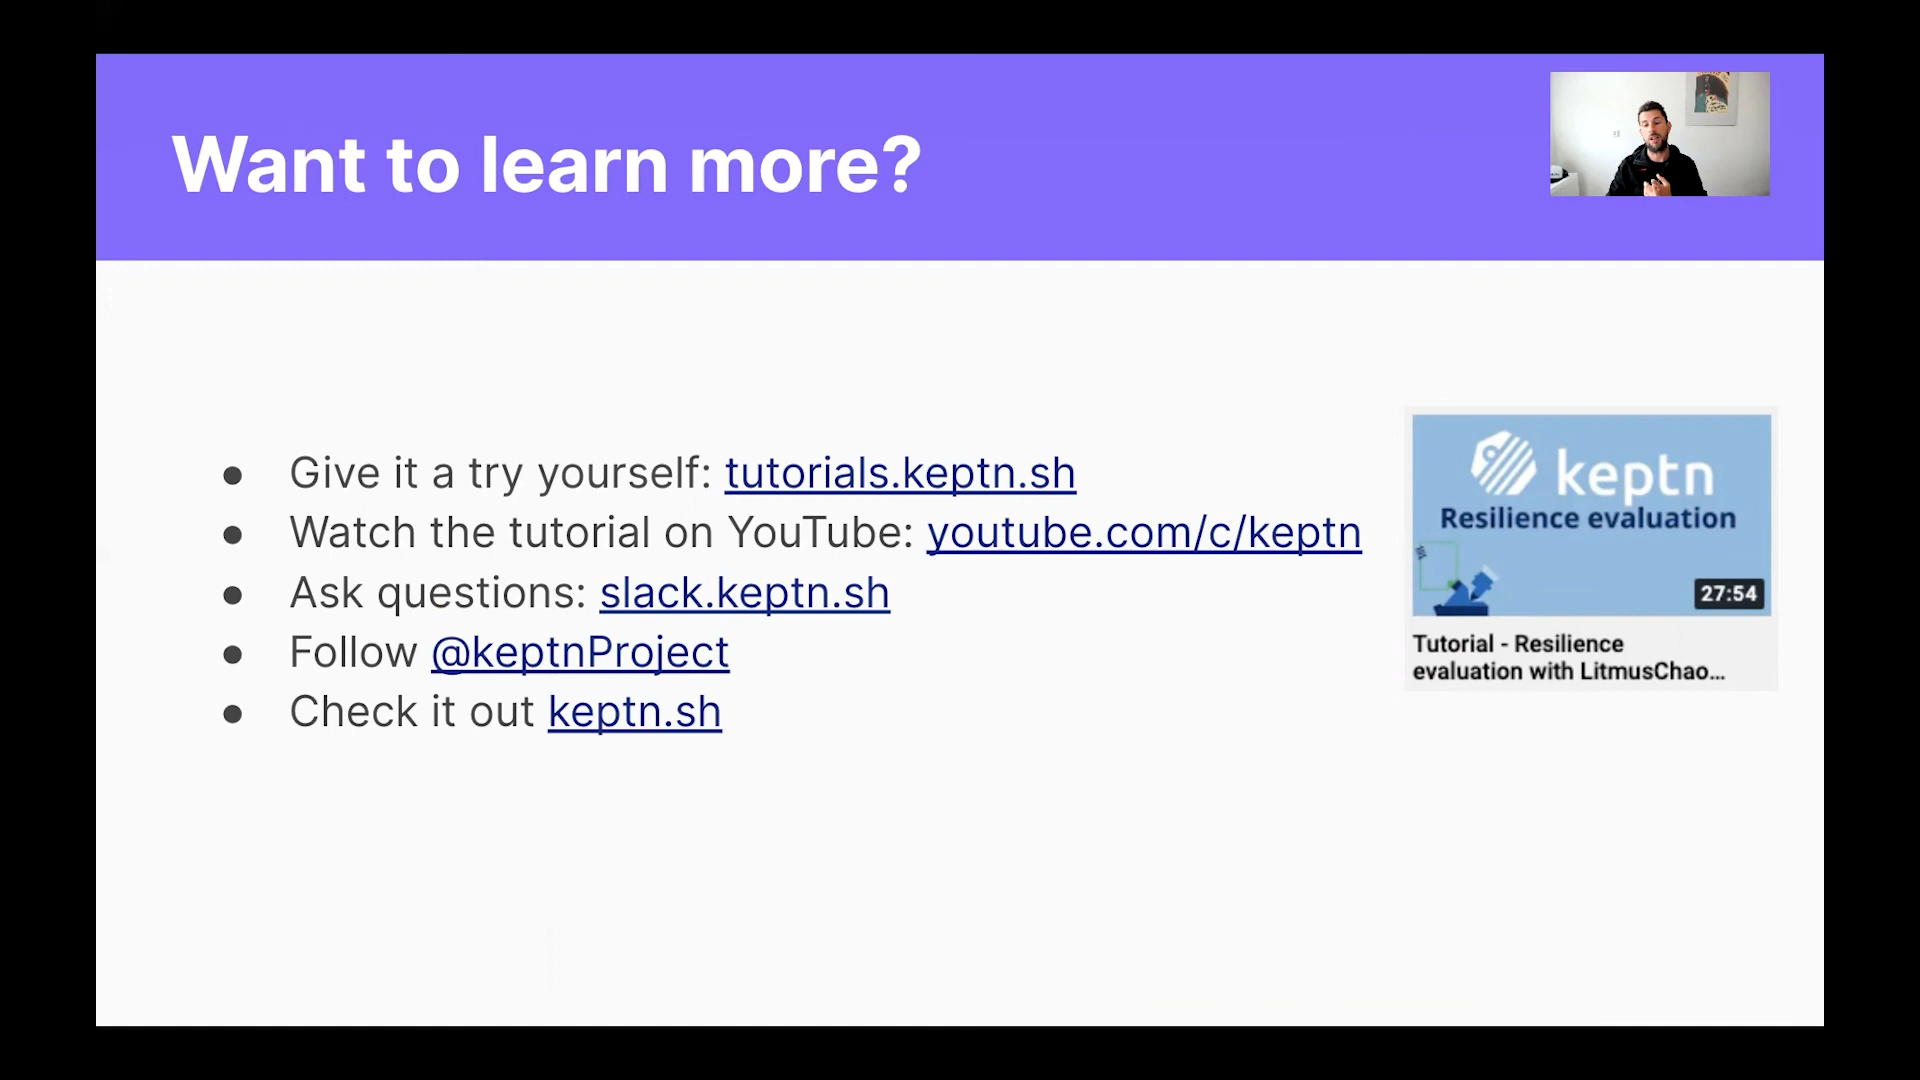 Want to learn more?
● Give it a try yourself: tutorials.keptn.sh
● Watch the tutorial on YouTube: youtube.com/c/keptn
● Ask questions: slack.keptn.sh
● Follow @keptnProject
● Check it out keptn.sh
keptn
Resilience evaluation
27:54
Tutorial - Resilience
evaluation with LitmusChao...